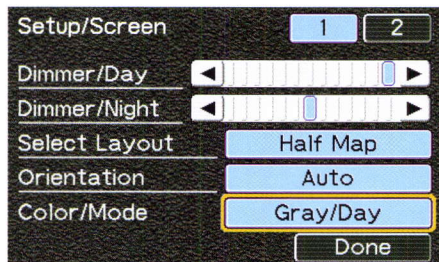 Setup/Screen 1 2
Dimmer/Day
Dimmer/Night
Select Layout Half Map
Orientation Auto
Color/Mode Gray/Day
Done